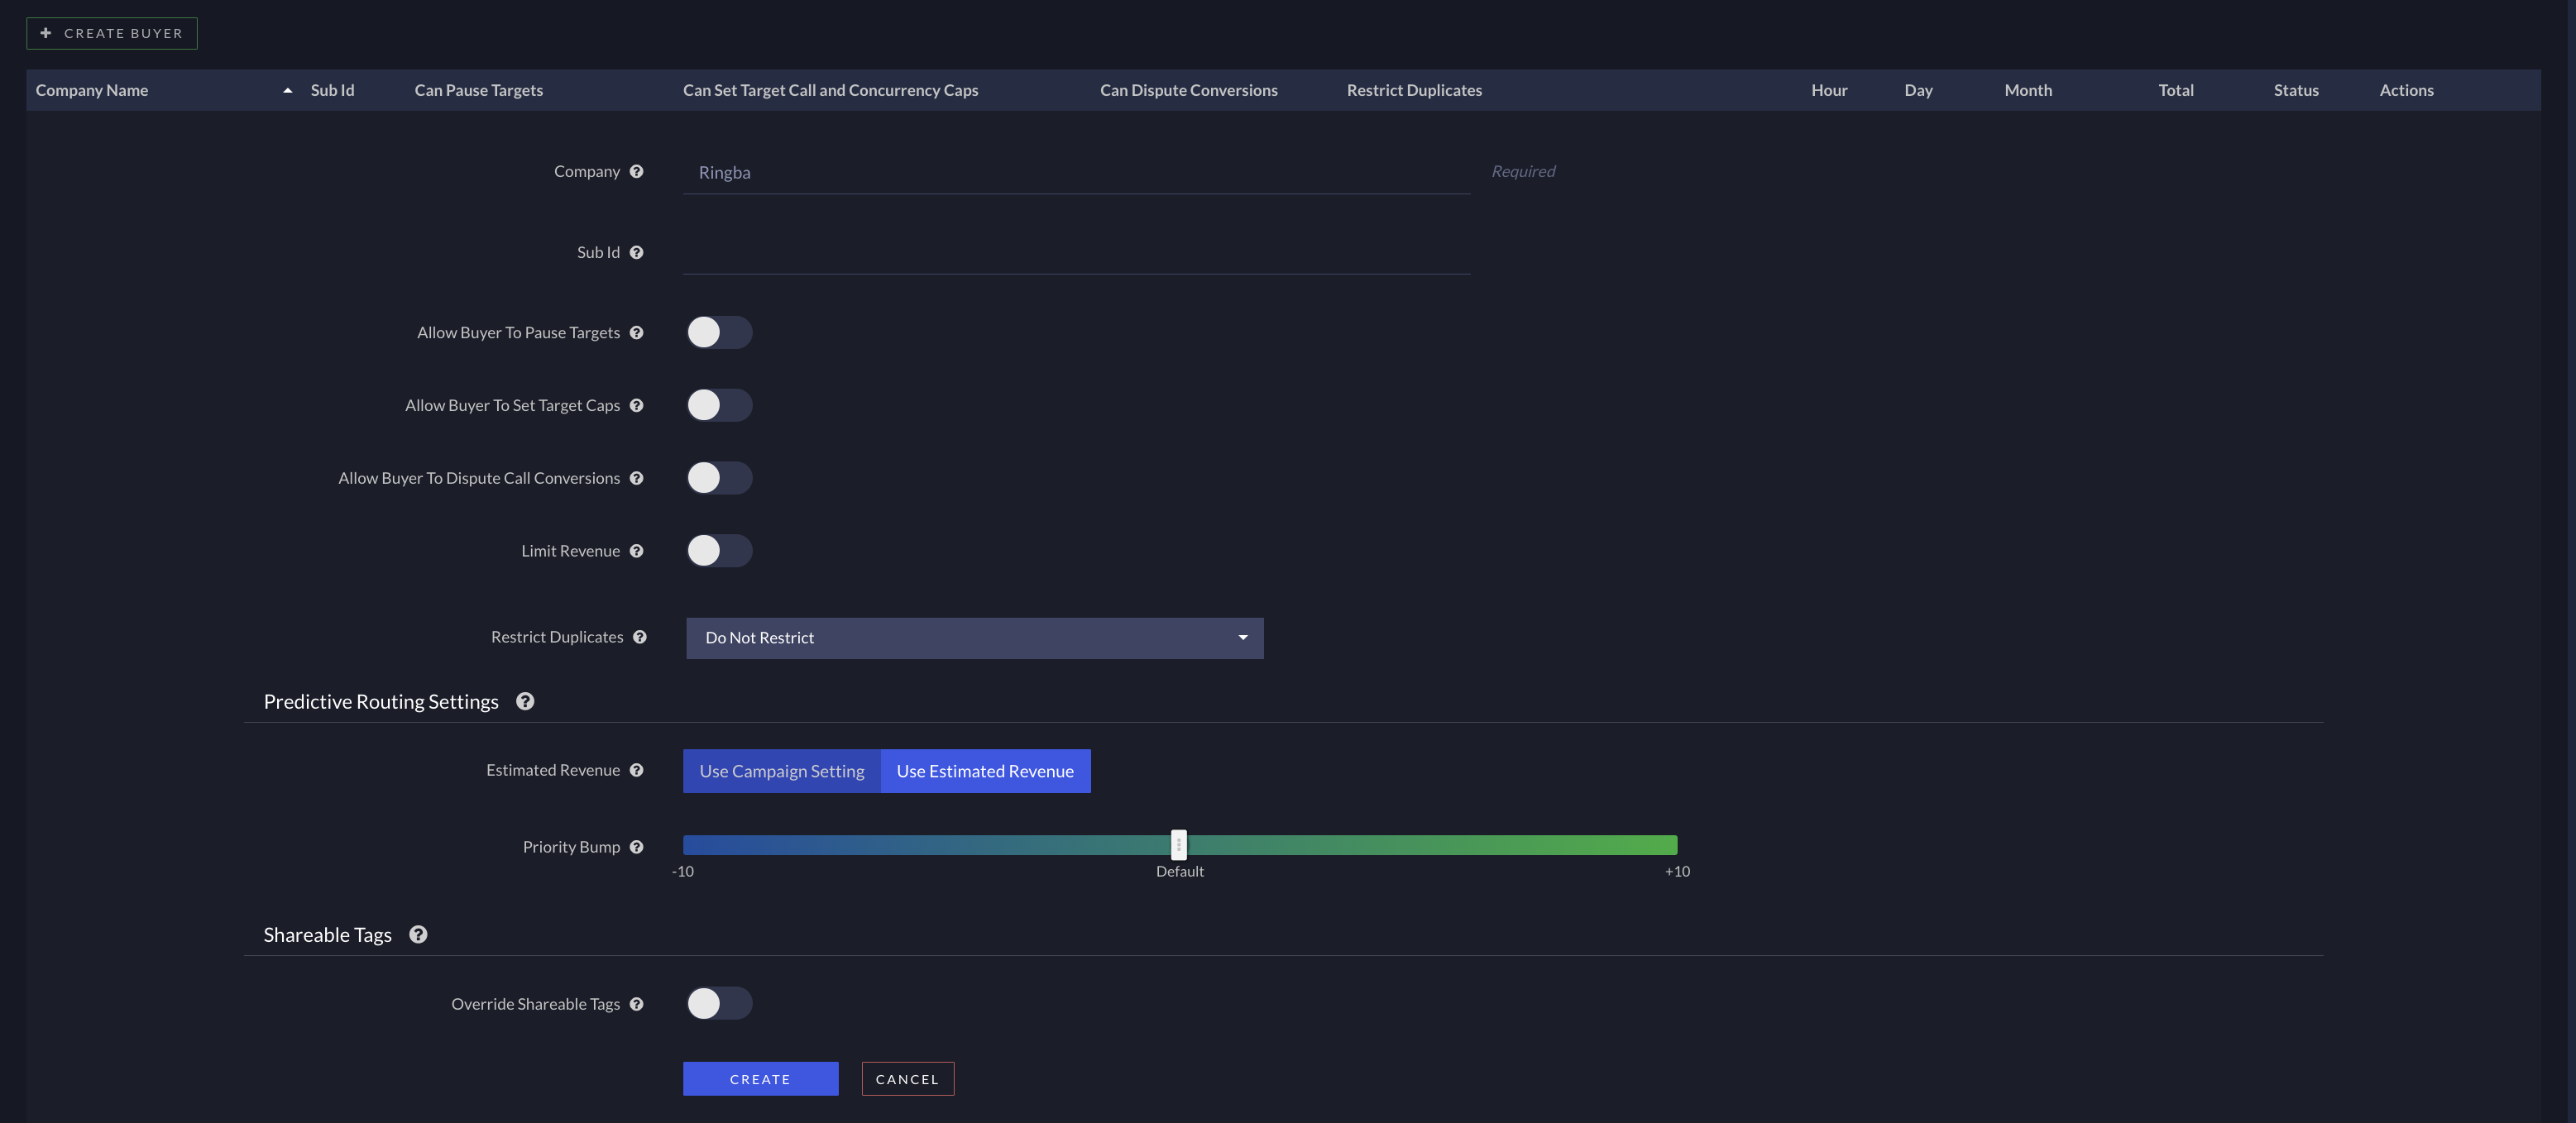 CREATE BUYER
Company Name Sub Id Can Pause Targets Can Set Target Call and Concurrency Caps Can Dispute Conversions Restrict Duplicates Hour Day Month Total Status Actions
Company Ringba Required
Sub Id
Allow Buyer To Pause Targets
Allow Buyer To Set Target Caps
Allow Buyer To Dispute Call Conversions
Limit Revenue
Restrict Duplicates Do Not Restrict
Predictive Routing Settings
Estimated Revenue Use Campaign Setting Use Estimated Revenue
Priority Bump
-10 Default +10
Shareable Tags
Override Shareable Tags
CREATE CANCEL